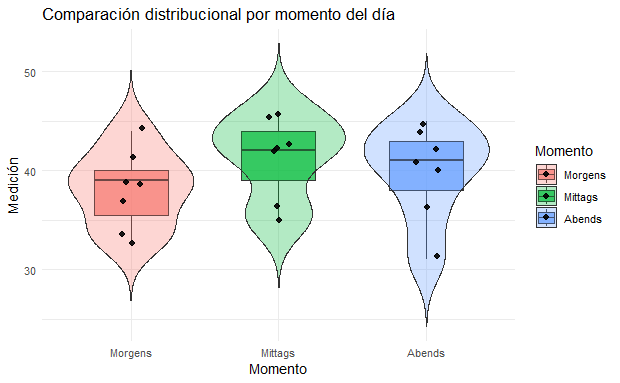 Comparación distribucional por momento del día
Medición
50
40
30
Morgens
Mittags
Abends
Momento
Momento
Morgens
Mittags
Abends